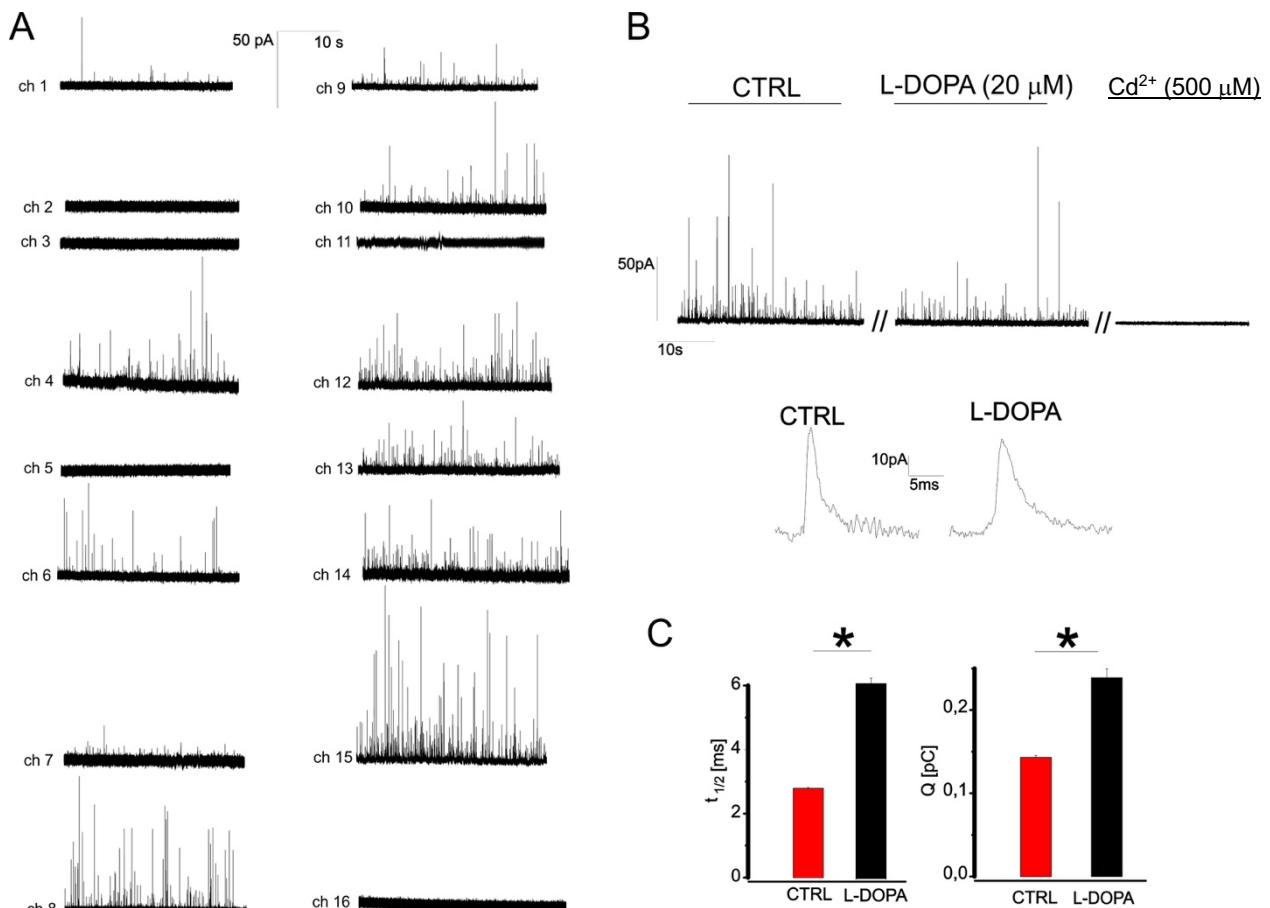 A
50 pA
10 s
ch 1
ch 9
ch 2
ch 10
ch 3
ch 11
ch 4
ch 12
ch 5
ch 13
ch 6
ch 14
ch 7
ch 15
ch 8
ch 16
B
CTRL
L-DOPA (20 µM)
Cd²⁺ (500 µM)
50pA
//
//
10s
CTRL
L-DOPA
10pA
5ms
C
*
*
t 1/2 [ms]
6
4
2
0
CTRL
L-DOPA
Q [pC]
0,2
0,1
0,0
CTRL
L-DOPA